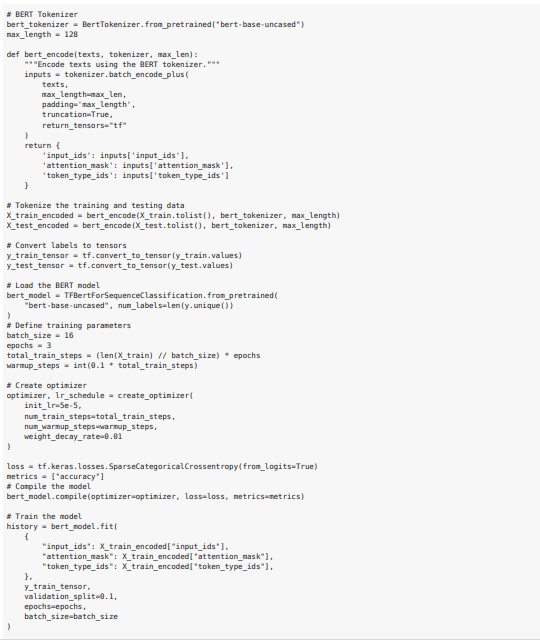 # BERT Tokenizer
bert_tokenizer = BertTokenizer.from_pretrained("bert-base-uncased")
max_length = 128

def bert_encode(texts, tokenizer, max_len):
    """Encode texts using the BERT tokenizer."""
    inputs = tokenizer.batch_encode_plus(
        texts,
        max_length=max_len,
        padding='max_length',
        truncation=True,
        return_tensors="tf"
    )
    return {
        'input_ids': inputs['input_ids'],
        'attention_mask': inputs['attention_mask'],
        'token_type_ids': inputs['token_type_ids']
    }

# Tokenize the training and testing data
X_train_encoded = bert_encode(X_train.tolist(), bert_tokenizer, max_length)
X_test_encoded = bert_encode(X_test.tolist(), bert_tokenizer, max_length)

# Convert labels to tensors
y_train_tensor = tf.convert_to_tensor(y_train.values)
y_test_tensor = tf.convert_to_tensor(y_test.values)

# Load the BERT model
bert_model = TFBertForSequenceClassification.from_pretrained(
    "bert-base-uncased", num_labels=len(y.unique())
)
# Define training parameters
batch_size = 16
epochs = 3
total_train_steps = (len(X_train) // batch_size) * epochs
warmup_steps = int(0.1 * total_train_steps)

# Create optimizer
optimizer, lr_schedule = create_optimizer(
    init_lr=5e-5,
    num_train_steps=total_train_steps,
    num_warmup_steps=warmup_steps,
    weight_decay_rate=0.01
)

loss = tf.keras.losses.SparseCategoricalCrossentropy(from_logits=True)
metrics = ["accuracy"]
# Compile the model
bert_model.compile(optimizer=optimizer, loss=loss, metrics=metrics)

# Train the model
history = bert_model.fit(
    {
        "input_ids": X_train_encoded["input_ids"],
        "attention_mask": X_train_encoded["attention_mask"],
        "token_type_ids": X_train_encoded["token_type_ids"],
    },
    y_train_tensor,
    validation_split=0.1,
    epochs=epochs,
    batch_size=batch_size
)